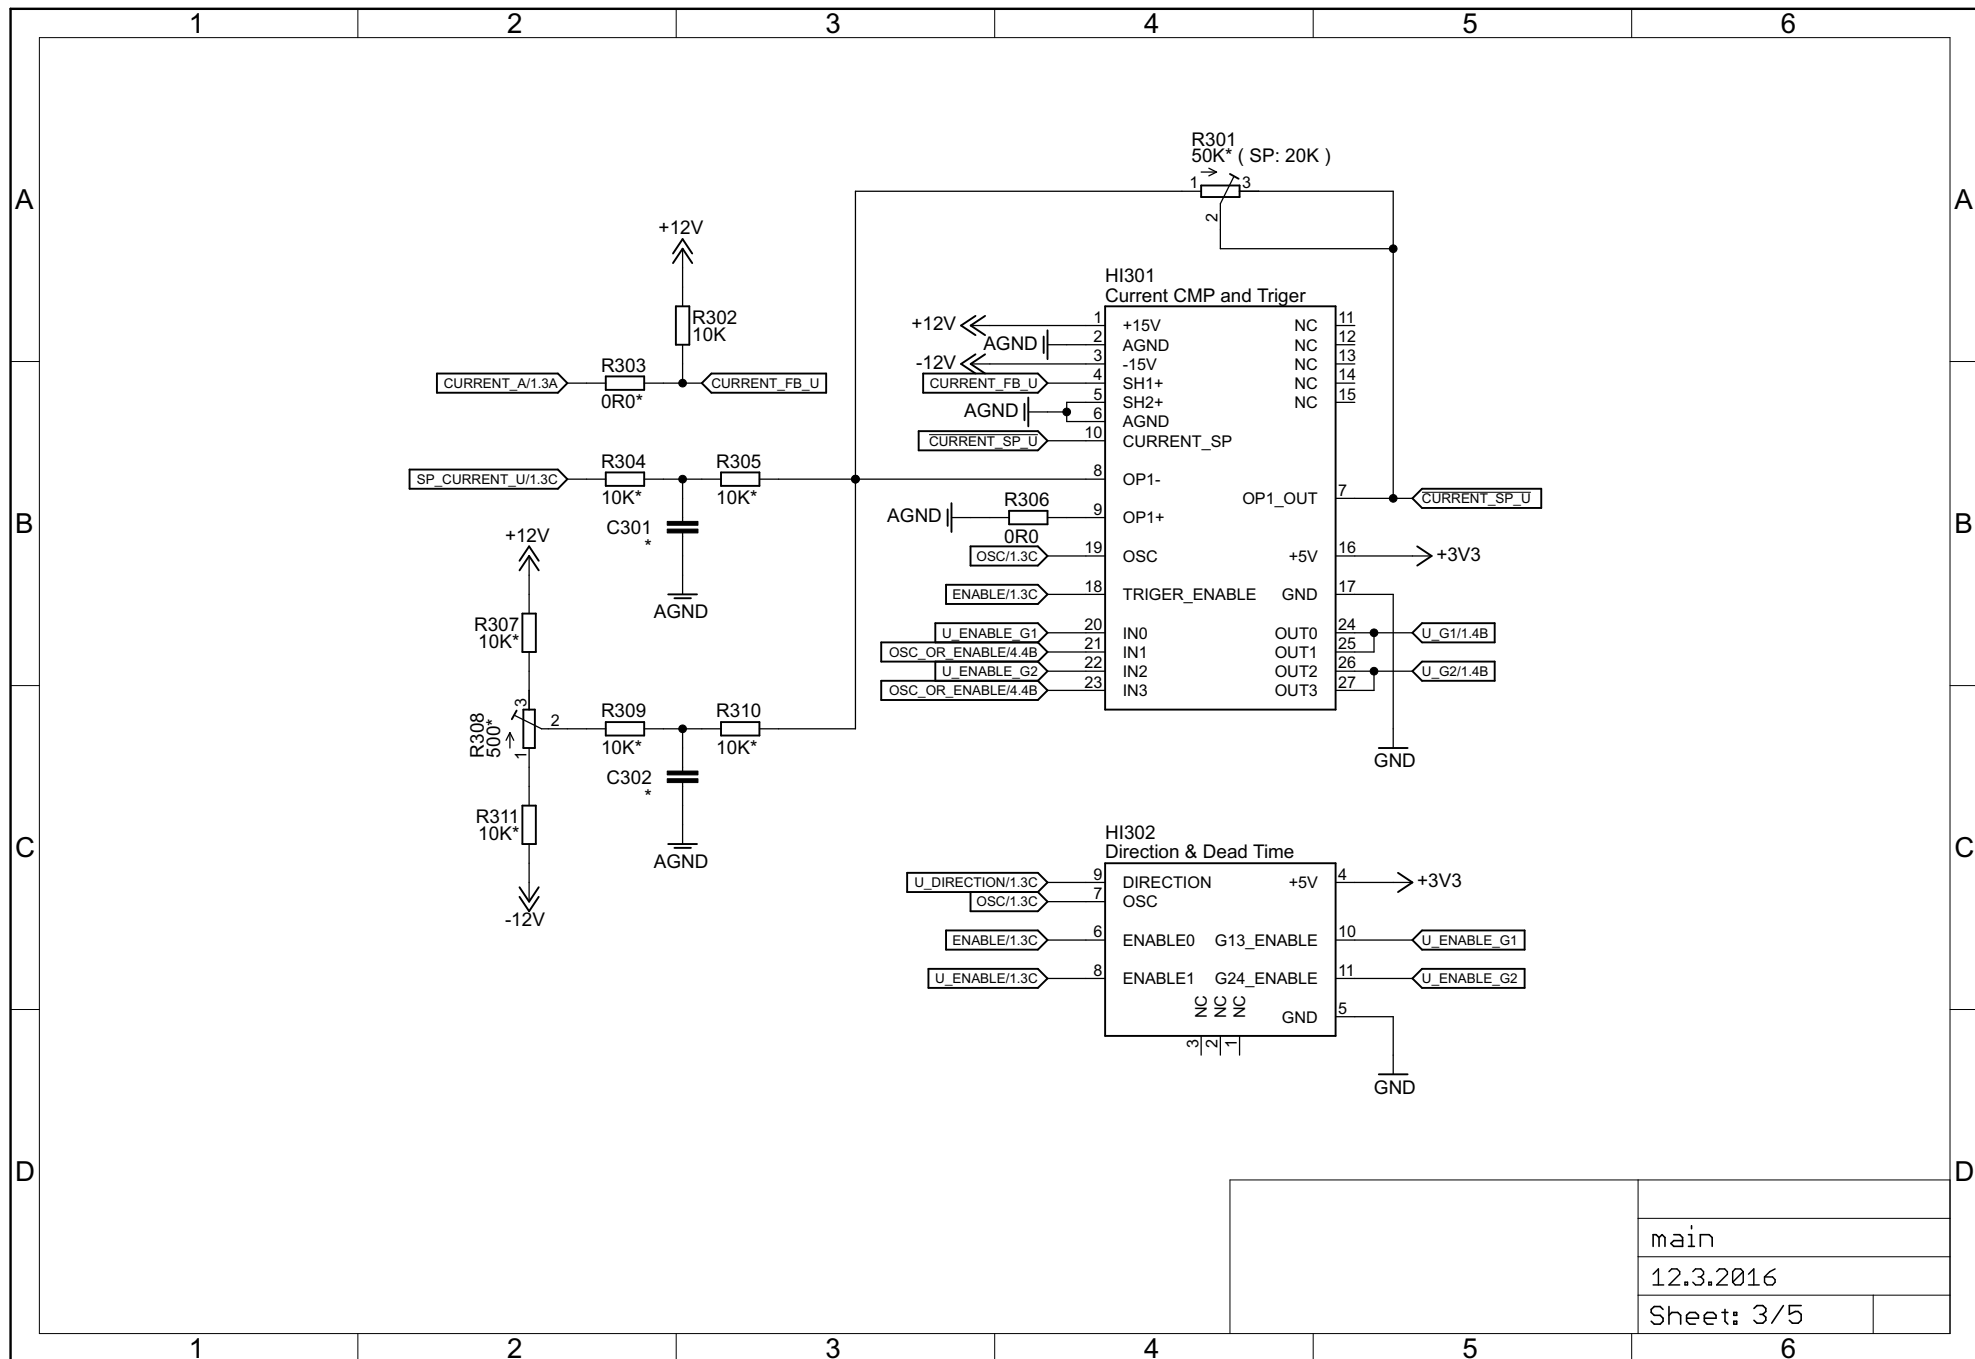 1 2 3 4 5 6
A A
B B
C C
D D
R301
50K* ( SP: 20K )
1 3
2
+12V
R302
10K
CURRENT_A/1.3A
R303
0R0*
CURRENT_FB_U
SP_CURRENT_U/1.3C
R304
10K*
R305
10K*
C301
*
AGND
+12V
R307
10K*
R308
500*
3
2
1
R309
10K*
R310
10K*
C302
*
AGND
R311
10K*
-12V
HI301
Current CMP and Triger
+12V 1 +15V NC 11
AGND 2 AGND NC 12
-12V 3 -15V NC 13
CURRENT_FB_U 4 SH1+ NC 14
5 SH2+ NC 15
AGND
6 AGND
CURRENT_SP_U 10 CURRENT_SP
8 OP1-
OP1_OUT 7 CURRENT_SP_U
AGND R306 9 OP1+
0R0
OSC/1.3C 19 OSC +5V 16 +3V3
ENABLE/1.3C 18 TRIGER_ENABLE GND 17
U_ENABLE_G1 20 IN0 OUT0 24 U_G1/1.4B
OSC_OR_ENABLE/4.4B 21 IN1 OUT1 25
U_ENABLE_G2 22 IN2 OUT2 26 U_G2/1.4B
OSC_OR_ENABLE/4.4B 23 IN3 OUT3 27
GND
HI302
Direction & Dead Time
U_DIRECTION/1.3C 9 DIRECTION +5V 4 +3V3
OSC/1.3C 7 OSC
ENABLE/1.3C 6 ENABLE0 G13_ENABLE 10 U_ENABLE_G1
U_ENABLE/1.3C 8 ENABLE1 G24_ENABLE 11 U_ENABLE_G2
NC NC NC GND 5
3 2 1
GND
main
12.3.2016
Sheet: 3/5
1 2 3 4 5 6